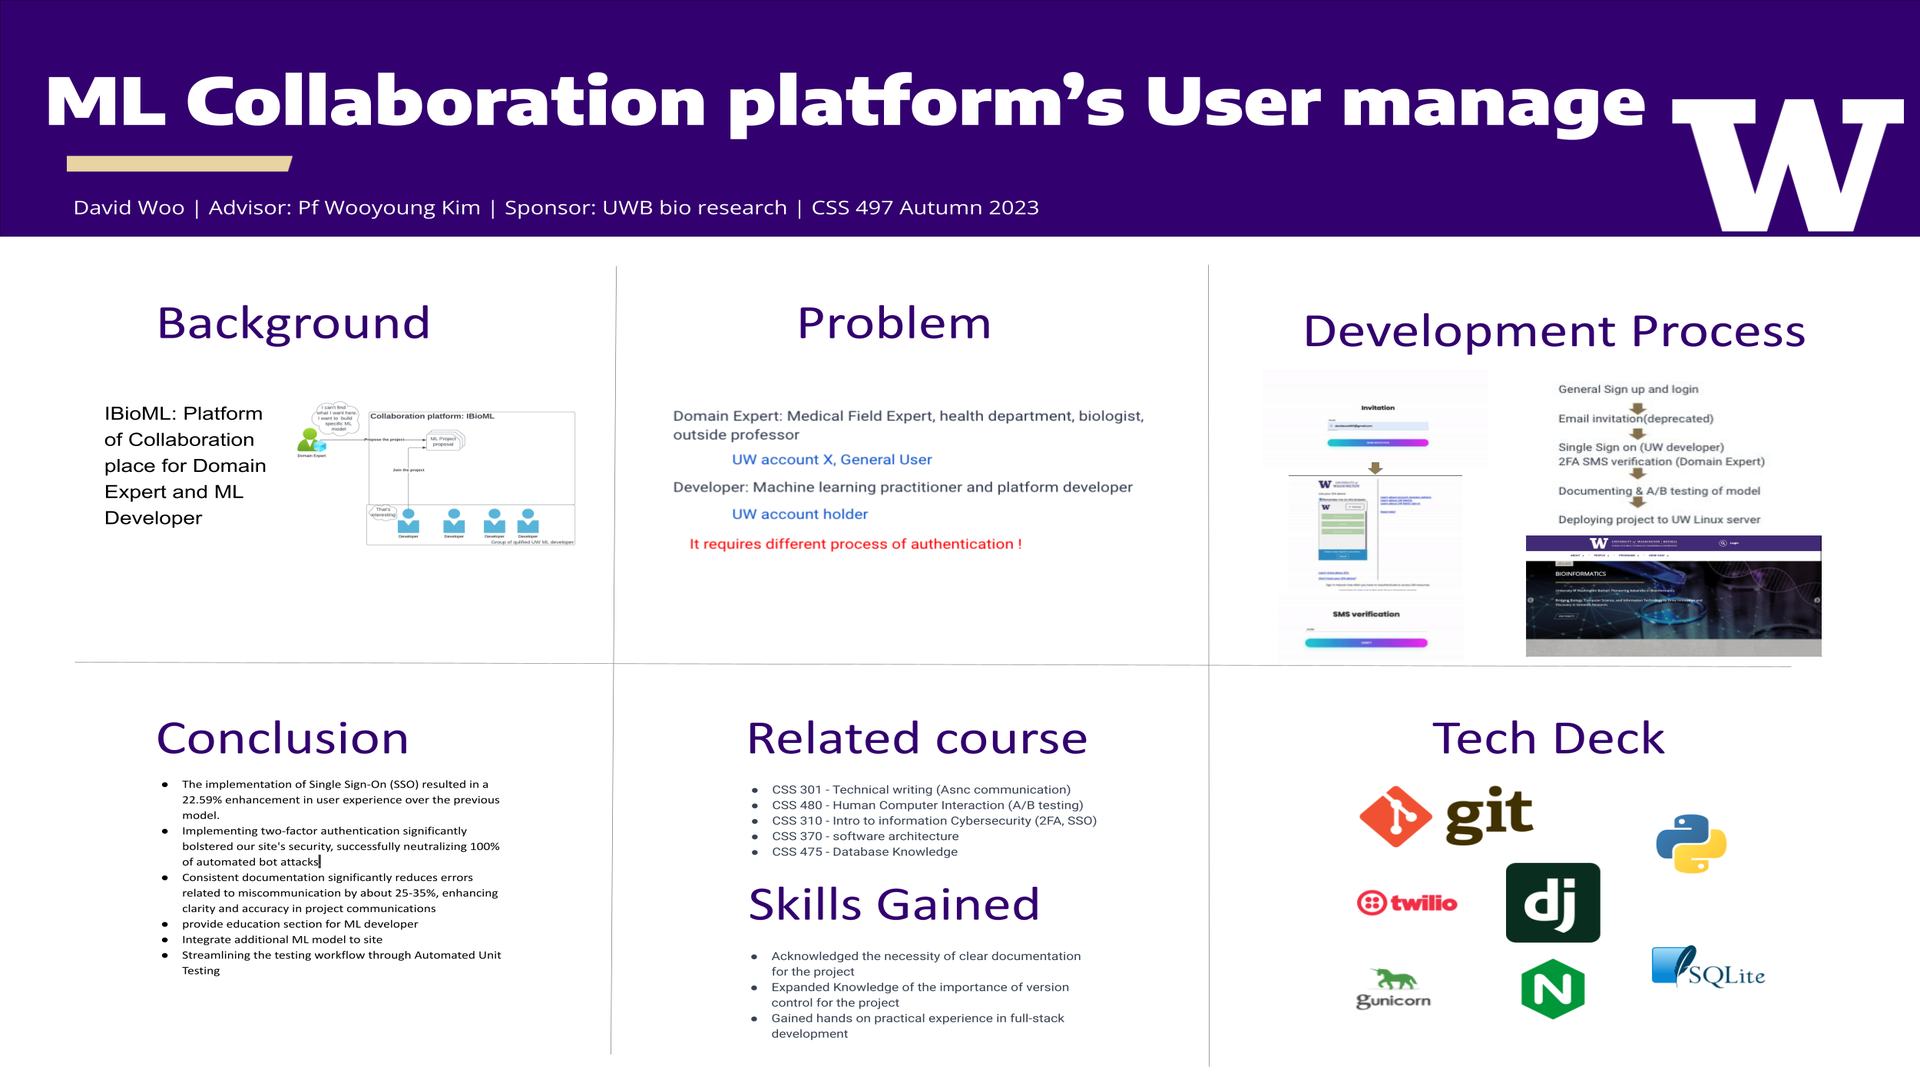 ML Collaboration platform's User manage
W
David Woo | Advisor: Pf Wooyoung Kim | Sponsor: UWB bio research | CSS 497 Autumn 2023
Background
IBioML: Platform
of Collaboration
place for Domain
Expert and ML
Developer
I can't find
what I want here.
I want to build
specific ML
model
Domain Expert
Collaboration platform: IBioML
Propose the project
ML Project
proposal
Join the project
That's
interesting
Developer
Developer
Developer
Developer
Group of qulified UW ML developer
Problem
Domain Expert: Medical Field Expert, health department, biologist,
outside professor
UW account X, General User
Developer: Machine learning practitioner and platform developer
UW account holder
It requires different process of authentication !
Development Process
Invitation
W UNIVERSITY of
WASHINGTON
SMS verification
General Sign up and login
Email invitation(deprecated)
Single Sign on (UW developer)
2FA SMS verification (Domain Expert)
Documenting & A/B testing of model
Deploying project to UW Linux server
W
Login
BIOINFORMATICS
Conclusion
● The implementation of Single Sign-On (SSO) resulted in a
22.59% enhancement in user experience over the previous
model.
● Implementing two-factor authentication significantly
bolstered our site's security, successfully neutralizing 100%
of automated bot attacks
● Consistent documentation significantly reduces errors
related to miscommunication by about 25-35%, enhancing
clarity and accuracy in project communications
● provide education section for ML developer
● Integrate additional ML model to site
● Streamlining the testing workflow through Automated Unit
Testing
Related course
● CSS 301 - Technical writing (Asnc communication)
● CSS 480 - Human Computer Interaction (A/B testing)
● CSS 310 - Intro to information Cybersecurity (2FA, SSO)
● CSS 370 - software architecture
● CSS 475 - Database Knowledge
Skills Gained
● Acknowledged the necessity of clear documentation
for the project
● Expanded Knowledge of the importance of version
control for the project
● Gained hands on practical experience in full-stack
development
Tech Deck
git
twilio
dj
gunicorn
N
SQLite